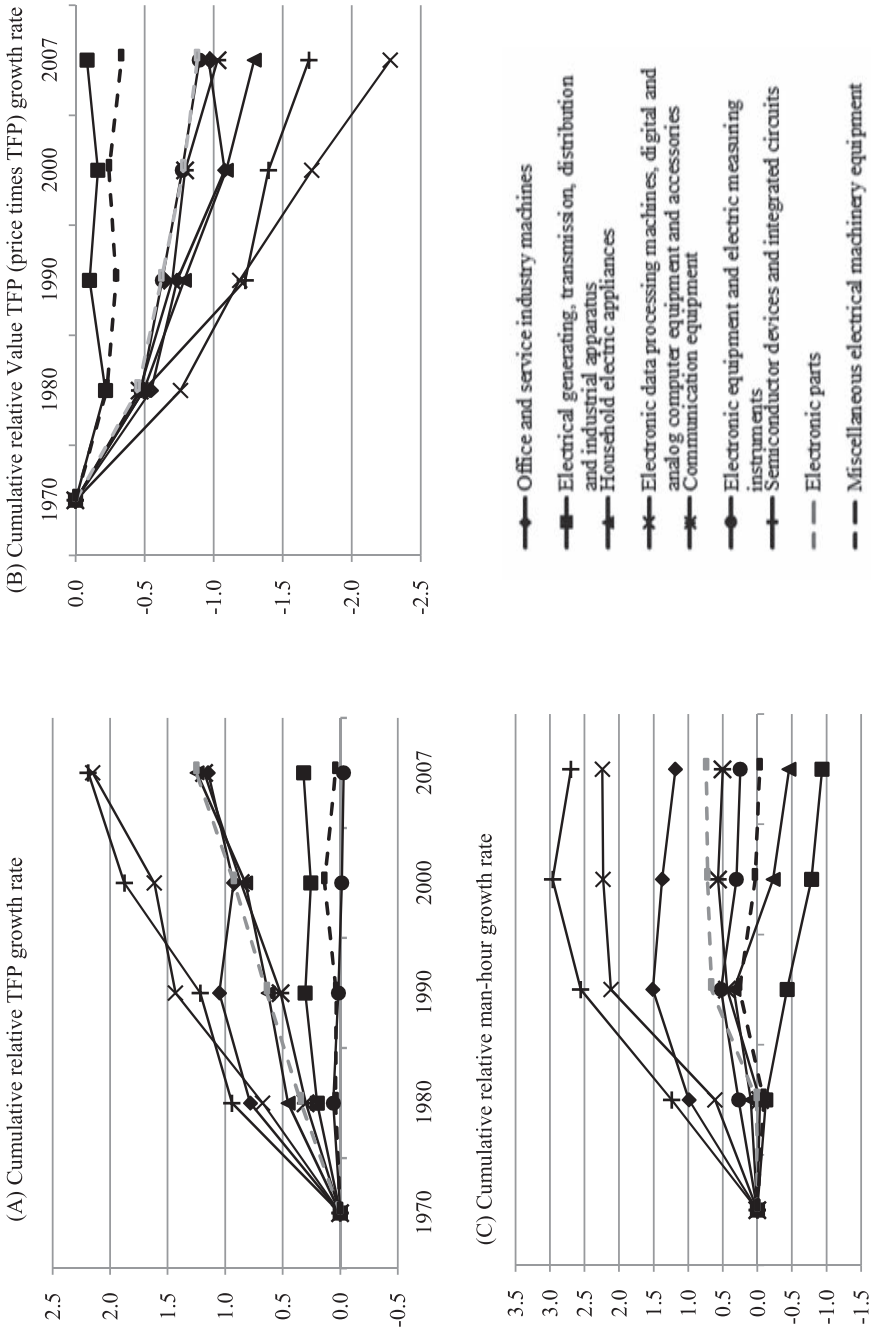 (A) Cumulative relative TFP growth rate
2.5
2.0
1.5
1.0
0.5
0.0
-0.5
1970
1980
1990
2000
2007
(B) Cumulative relative Value TFP (price times TFP) growth rate
1970
1980
1990
2000
2007
0.0
-0.5
-1.0
-1.5
-2.0
-2.5
(C) Cumulative relative man-hour growth rate
3.5
3.0
2.5
2.0
1.5
1.0
0.5
0.0
-0.5
-1.0
-1.5
Office and service industry machines
Electrical generating, transmission, distribution
and industrial apparatus
Household electric appliances
Electronic data processing machines, digital and
analog computer equipment and accessories
Communication equipment
Electronic equipment and electric measuring
instruments
Semiconductor devices and integrated circuits
Electronic parts
Miscellaneous electrical machinery equipment